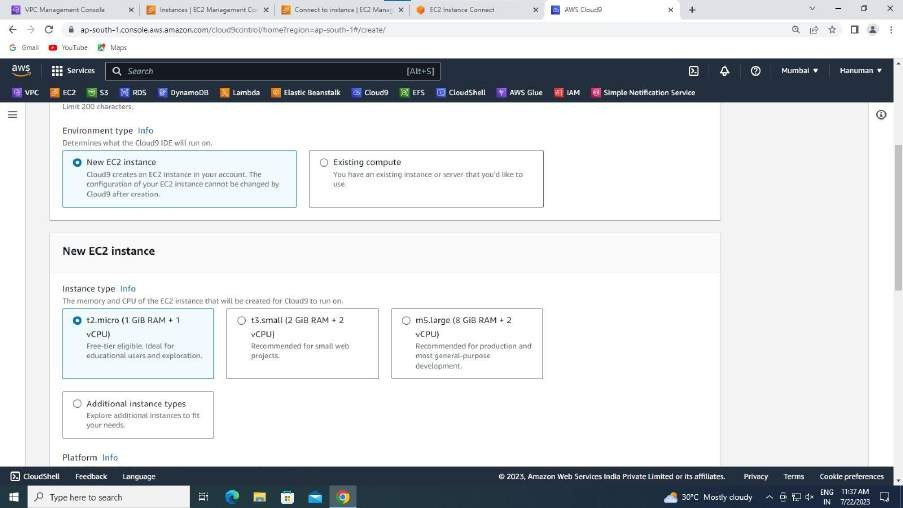 VPC Management Console
Instances | EC2 Management Co
Connect to instance | EC2 Manag
EC2 Instance Connect
AWS Cloud9
ap-south-1.console.aws.amazon.com/cloud9control/home?region=ap-south-1#/create/
Gmail YouTube Maps
aws Services Search [Alt+S] Mumbai Hanuman
VPC EC2 S3 RDS DynamoDB Lambda Elastic Beanstalk Cloud9 EFS CloudShell AWS Glue IAM Simple Notification Service
Limit 200 characters.
Environment type Info
Determines what the Cloud9 IDE will run on.
New EC2 instance
Cloud9 creates an EC2 instance in your account. The
configuration of your EC2 instance cannot be changed by
Cloud9 after creation.
Existing compute
You have an existing instance or server that you'd like to
use.
New EC2 instance
Instance type Info
The memory and CPU of the EC2 instance that will be created for Cloud9 to run on.
t2.micro (1 GiB RAM + 1
vCPU)
Free-tier eligible. Ideal for
educational users and exploration.
t3.small (2 GiB RAM + 2
vCPU)
Recommended for small web
projects.
m5.large (8 GiB RAM + 2
vCPU)
Recommended for production and
most general-purpose
development.
Additional instance types
Explore additional instances to fit
your needs.
Platform Info
CloudShell Feedback Language © 2023, Amazon Web Services India Private Limited or its affiliates. Privacy Terms Cookie preferences
Type here to search
30°C Mostly cloudy
ENG
IN
11:37 AM
7/22/2023